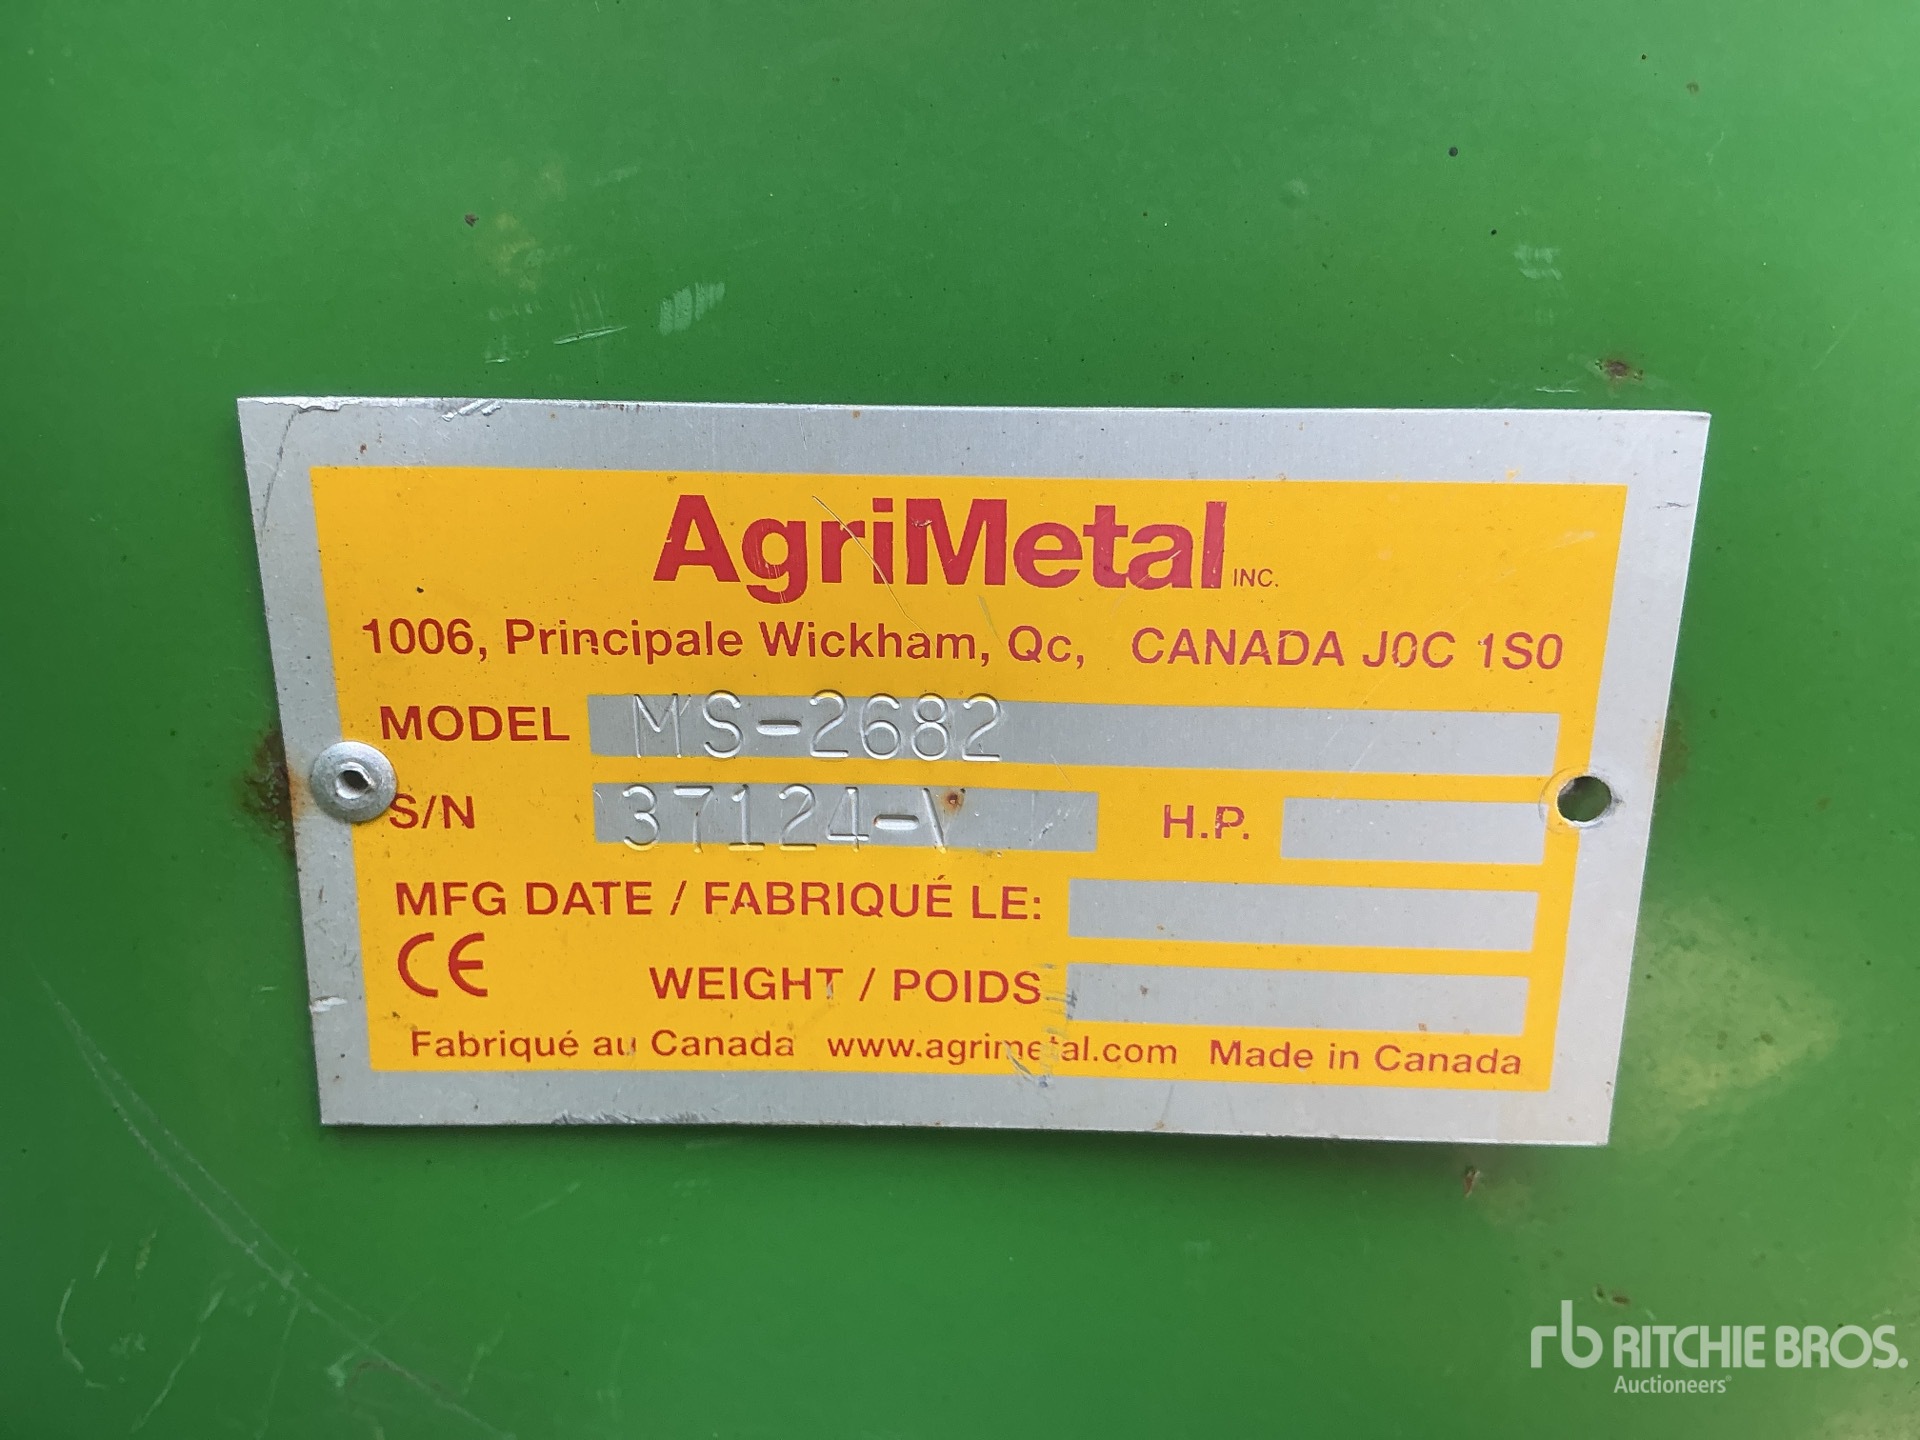 AgriMetal INC.
1006, Principale Wickham, Qc, CANADA J0C 1S0
MODEL MS-2682
S/N 37124-V H.P.
MFG DATE / FABRIQUÉ LE:
CE WEIGHT / POIDS
Fabriqué au Canada www.agrimetal.com Made in Canada
rb RITCHIE BROS.
Auctioneers